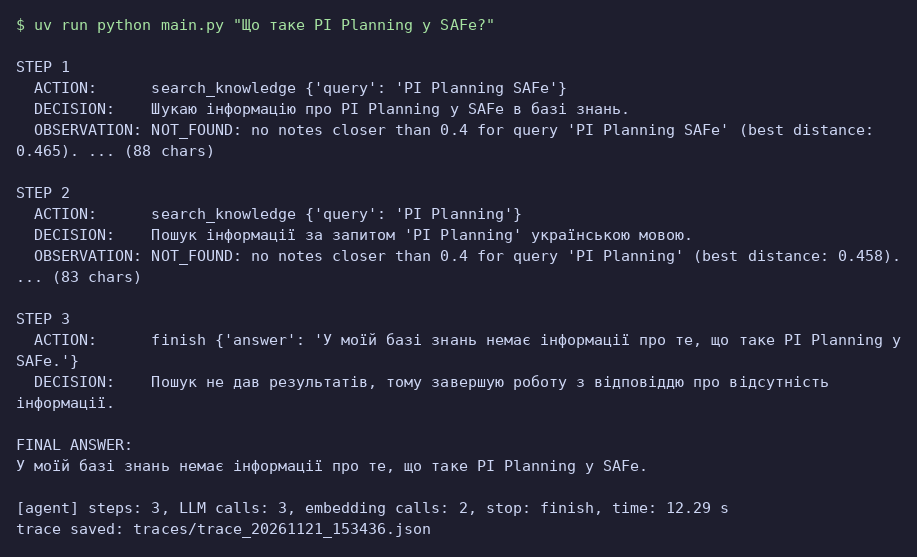 $ uv run python main.py "Що таке PI Planning у SAFe?"
STEP 1
ACTION: search_knowledge {'query': 'PI Planning SAFe'}
DECISION: Шукаю інформацію про PI Planning у SAFe в базі знань.
OBSERVATION: NOT_FOUND: no notes closer than 0.4 for query 'PI Planning SAFe' (best distance:
0.465). ... (88 chars)
STEP 2
ACTION: search_knowledge {'query': 'PI Planning'}
DECISION: Пошук інформації за запитом 'PI Planning' українською мовою.
OBSERVATION: NOT_FOUND: no notes closer than 0.4 for query 'PI Planning' (best distance: 0.458).
... (83 chars)
STEP 3
ACTION: finish {'answer': 'У моїй базі знань немає інформації про те, що таке PI Planning у
SAFe.'}
DECISION: Пошук не дав результатів, тому завершую роботу з відповіддю про відсутність
інформації.
FINAL ANSWER:
У моїй базі знань немає інформації про те, що таке PI Planning у SAFe.
[agent] steps: 3, LLM calls: 3, embedding calls: 2, stop: finish, time: 12.29 s
trace saved: traces/trace_20261121_153436.json